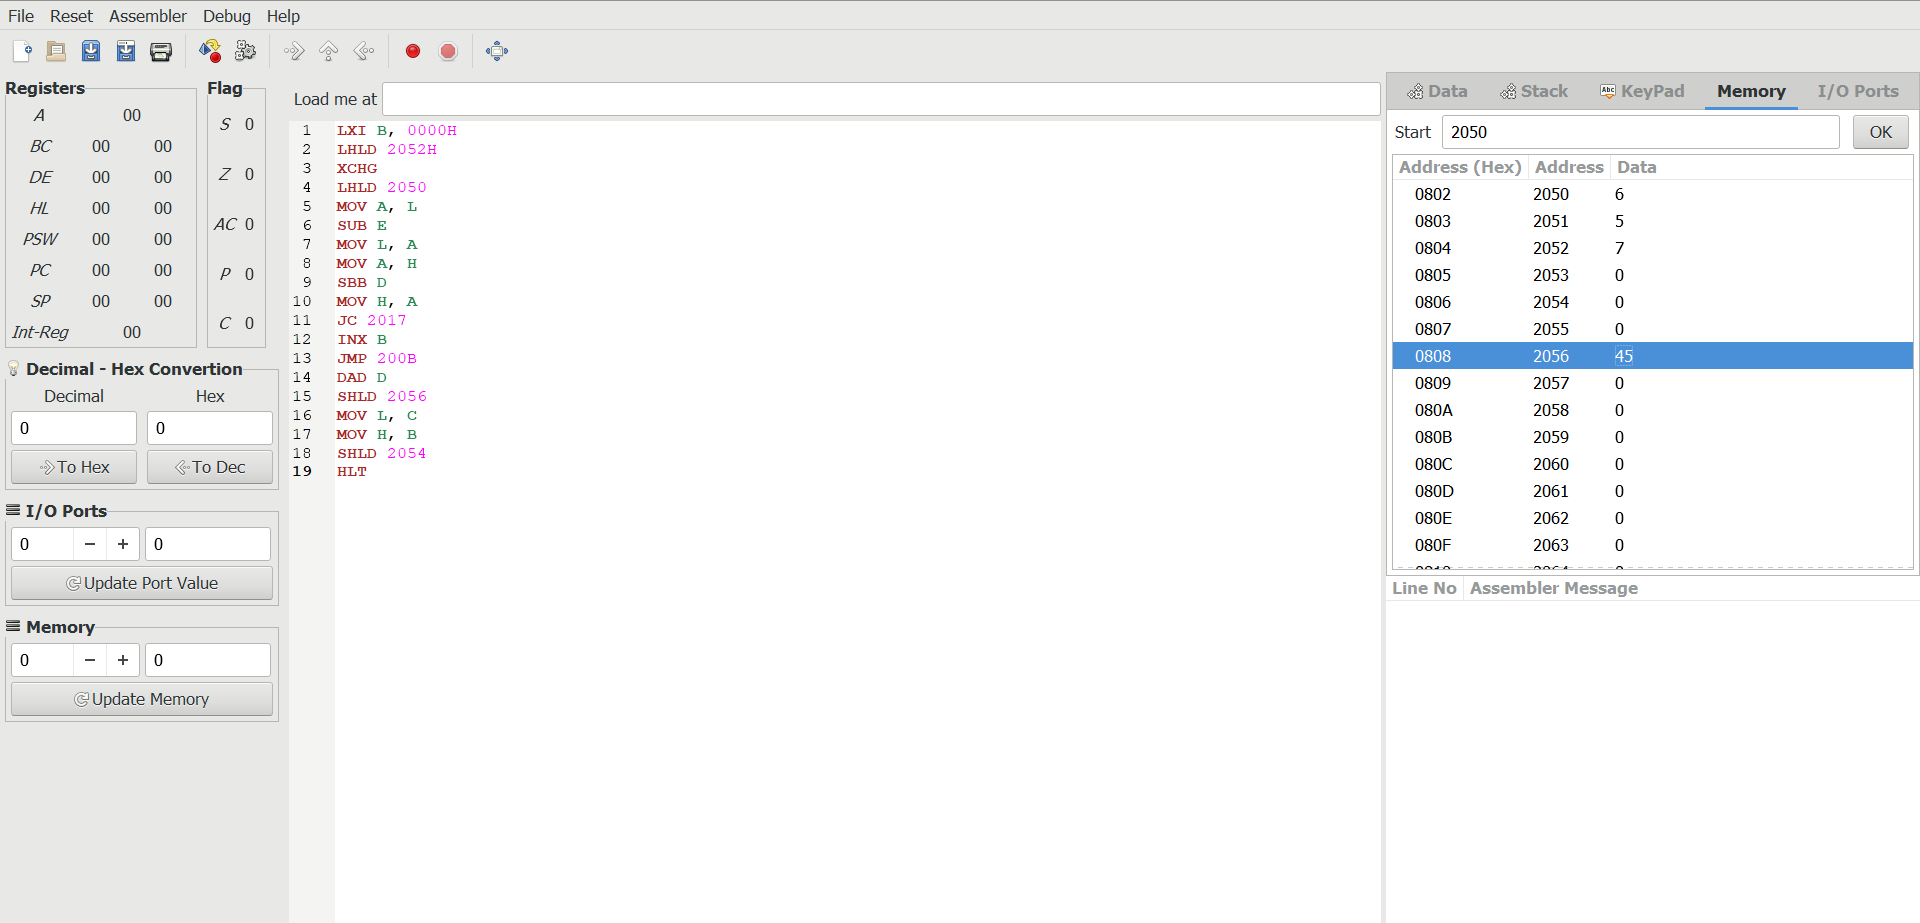 File Reset Assembler Debug Help
Registers
A 00
BC 00 00
DE 00 00
HL 00 00
PSW 00 00
PC 00 00
SP 00 00
Int-Reg 00
Flag
S 0
Z 0
AC 0
P 0
C 0
Decimal - Hex Convertion
Decimal Hex
0 0
To Hex To Dec
I/O Ports
0 − + 0
Update Port Value
Memory
0 − + 0
Update Memory
Load me at
1 LXI B, 0000H
2 LHLD 2052H
3 XCHG
4 LHLD 2050
5 MOV A, L
6 SUB E
7 MOV L, A
8 MOV A, H
9 SBB D
10 MOV H, A
11 JC 2017
12 INX B
13 JMP 200B
14 DAD D
15 SHLD 2056
16 MOV L, C
17 MOV H, B
18 SHLD 2054
19 HLT
Data Stack Abc KeyPad Memory I/O Ports
Start 2050 OK
Address (Hex) Address Data
0802 2050 6
0803 2051 5
0804 2052 7
0805 2053 0
0806 2054 0
0807 2055 0
0808 2056 45
0809 2057 0
080A 2058 0
080B 2059 0
080C 2060 0
080D 2061 0
080E 2062 0
080F 2063 0
Line No Assembler Message